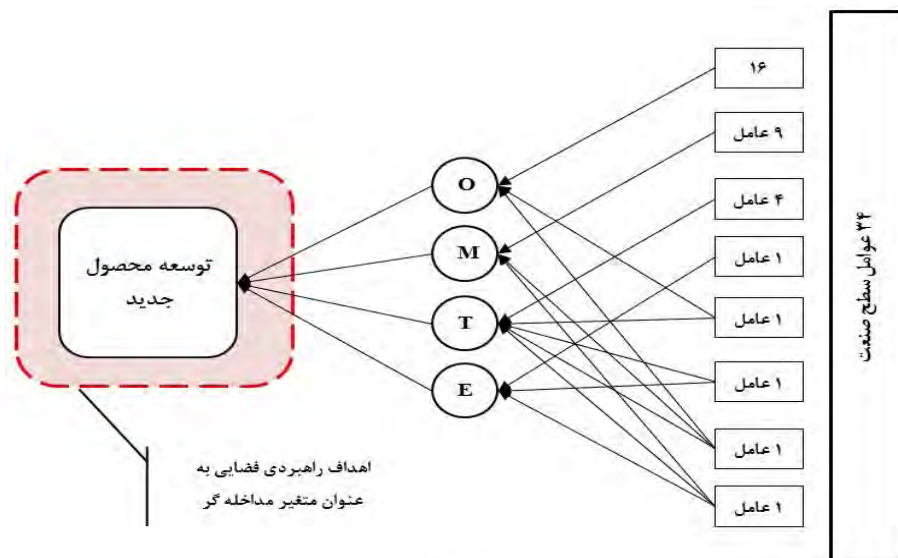 ۳۴ عوامل سطح صنعت
۱۶
۹ عامل
۴ عامل
۱ عامل
۱ عامل
۱ عامل
۱ عامل
۱ عامل
O
M
T
E
توسعه محصول
جدید
اهداف راهبردی فضایی به
عنوان متغیر مداخله گر